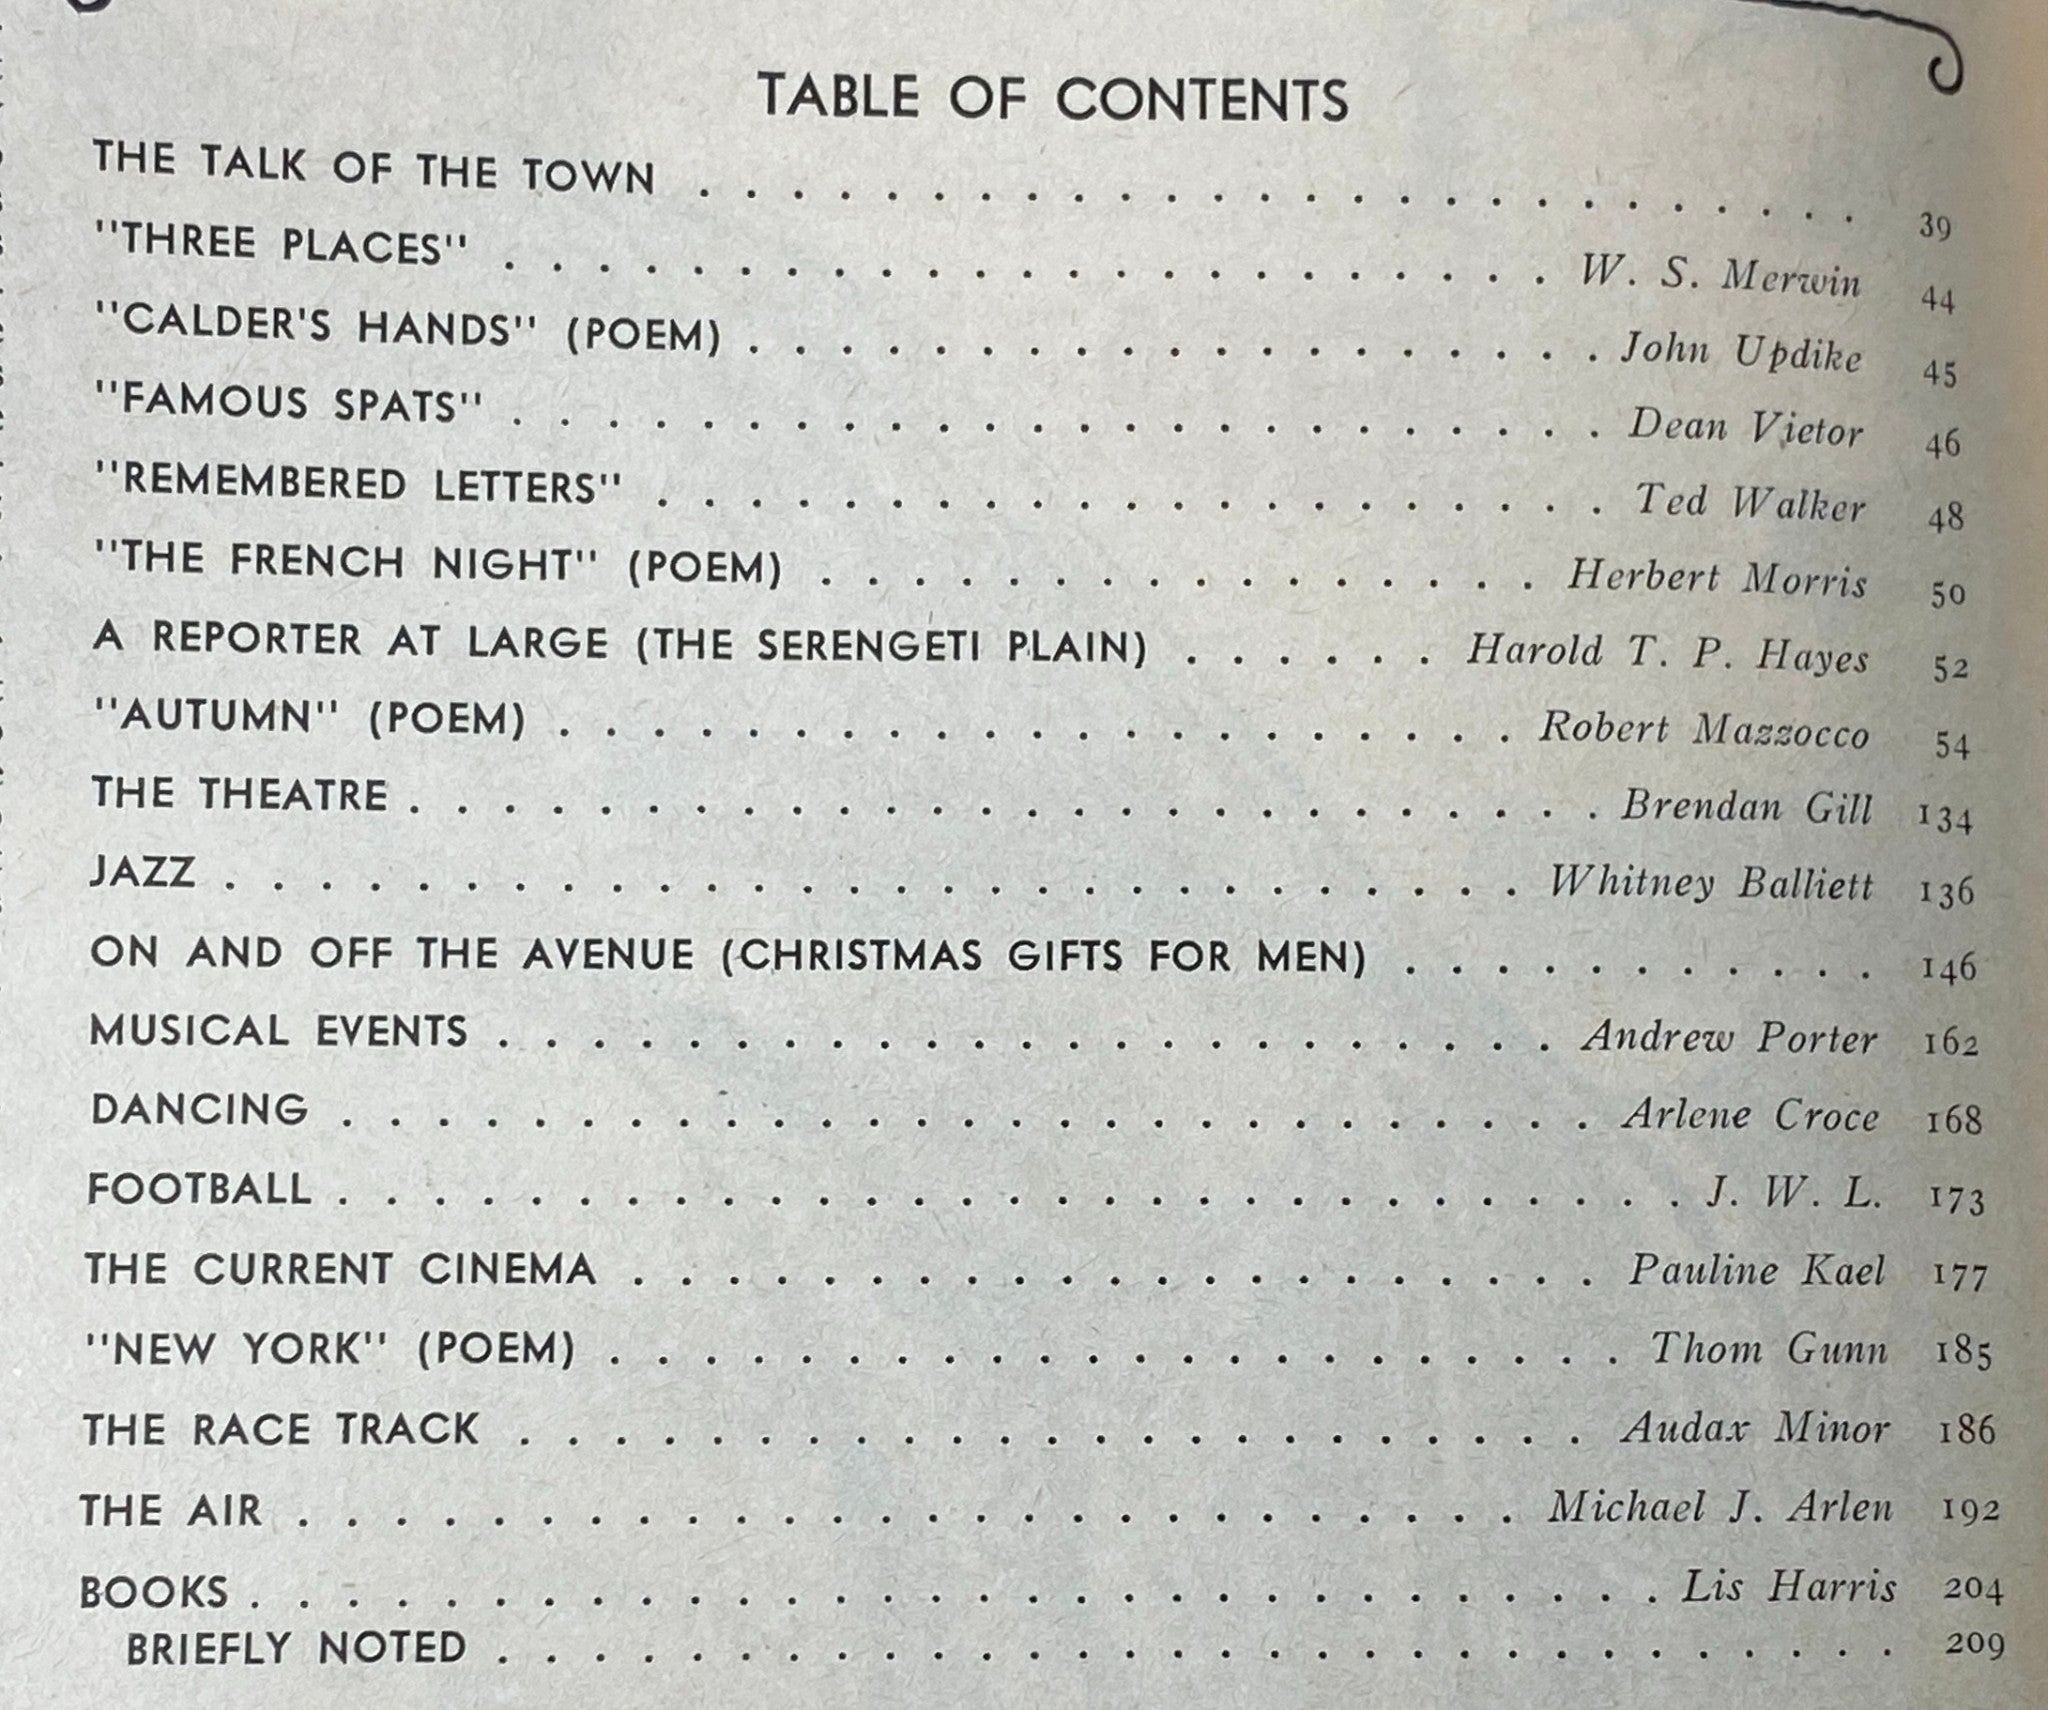 TABLE OF CONTENTS
THE TALK OF THE TOWN . . . . . . . . . . . . . . . . . . . . . . . . . . 39
"THREE PLACES" . . . . . . . . . . . . . . . . . . . . . . . W. S. Merwin 44
"CALDER'S HANDS" (POEM) . . . . . . . . . . . . . . . . . . . John Updike 45
"FAMOUS SPATS" . . . . . . . . . . . . . . . . . . . . . . . . Dean Vietor 46
"REMEMBERED LETTERS" . . . . . . . . . . . . . . . . . . . . . Ted Walker 48
"THE FRENCH NIGHT" (POEM) . . . . . . . . . . . . . . . . Herbert Morris 50
A REPORTER AT LARGE (THE SERENGETI PLAIN) . . . . . . Harold T. P. Hayes 52
"AUTUMN" (POEM) . . . . . . . . . . . . . . . . . . . . . Robert Mazzocco 54
THE THEATRE . . . . . . . . . . . . . . . . . . . . . . . . . . Brendan Gill 134
JAZZ . . . . . . . . . . . . . . . . . . . . . . . . . . . . Whitney Balliett 136
ON AND OFF THE AVENUE (CHRISTMAS GIFTS FOR MEN) . . . . . . . . . . . 146
MUSICAL EVENTS . . . . . . . . . . . . . . . . . . . . . . . Andrew Porter 162
DANCING . . . . . . . . . . . . . . . . . . . . . . . . . . . Arlene Croce 168
FOOTBALL . . . . . . . . . . . . . . . . . . . . . . . . . . . . . J. W. L. 173
THE CURRENT CINEMA . . . . . . . . . . . . . . . . . . . . . Pauline Kael 177
"NEW YORK" (POEM) . . . . . . . . . . . . . . . . . . . . . . Thom Gunn 185
THE RACE TRACK . . . . . . . . . . . . . . . . . . . . . . . Audax Minor 186
THE AIR . . . . . . . . . . . . . . . . . . . . . . . . . . Michael J. Arlen 192
BOOKS . . . . . . . . . . . . . . . . . . . . . . . . . . . . . . Lis Harris 204
BRIEFLY NOTED . . . . . . . . . . . . . . . . . . . . . . . . . . . . . 209